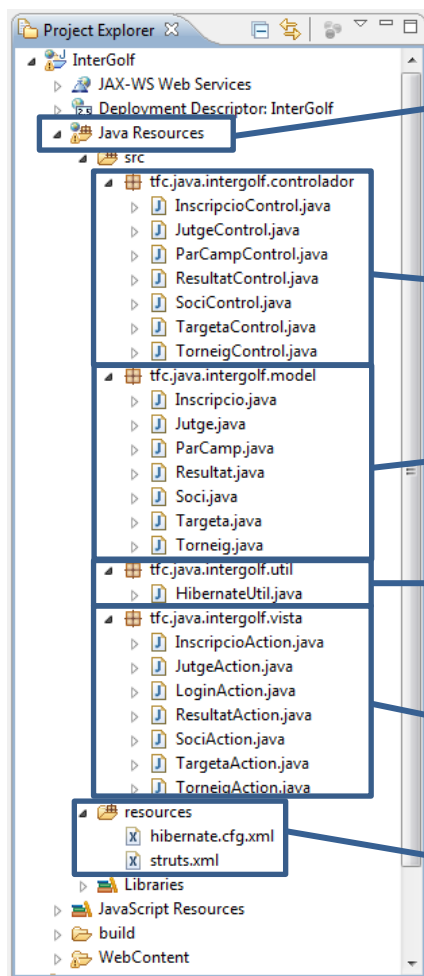 Project Explorer
InterGolf
JAX-WS Web Services
Deployment Descriptor: InterGolf
Java Resources
src
tfc.java.intergolf.controlador
InscripcioControl.java
JutgeControl.java
ParCampControl.java
ResultatControl.java
SociControl.java
TargetaControl.java
TorneigControl.java
tfc.java.intergolf.model
Inscripcio.java
Jutge.java
ParCamp.java
Resultat.java
Soci.java
Targeta.java
Torneig.java
tfc.java.intergolf.util
HibernateUtil.java
tfc.java.intergolf.vista
InscripcioAction.java
JutgeAction.java
LoginAction.java
ResultatAction.java
SociAction.java
TargetaAction.java
TorneigAction.java
resources
hibernate.cfg.xml
struts.xml
Libraries
JavaScript Resources
build
WebContent